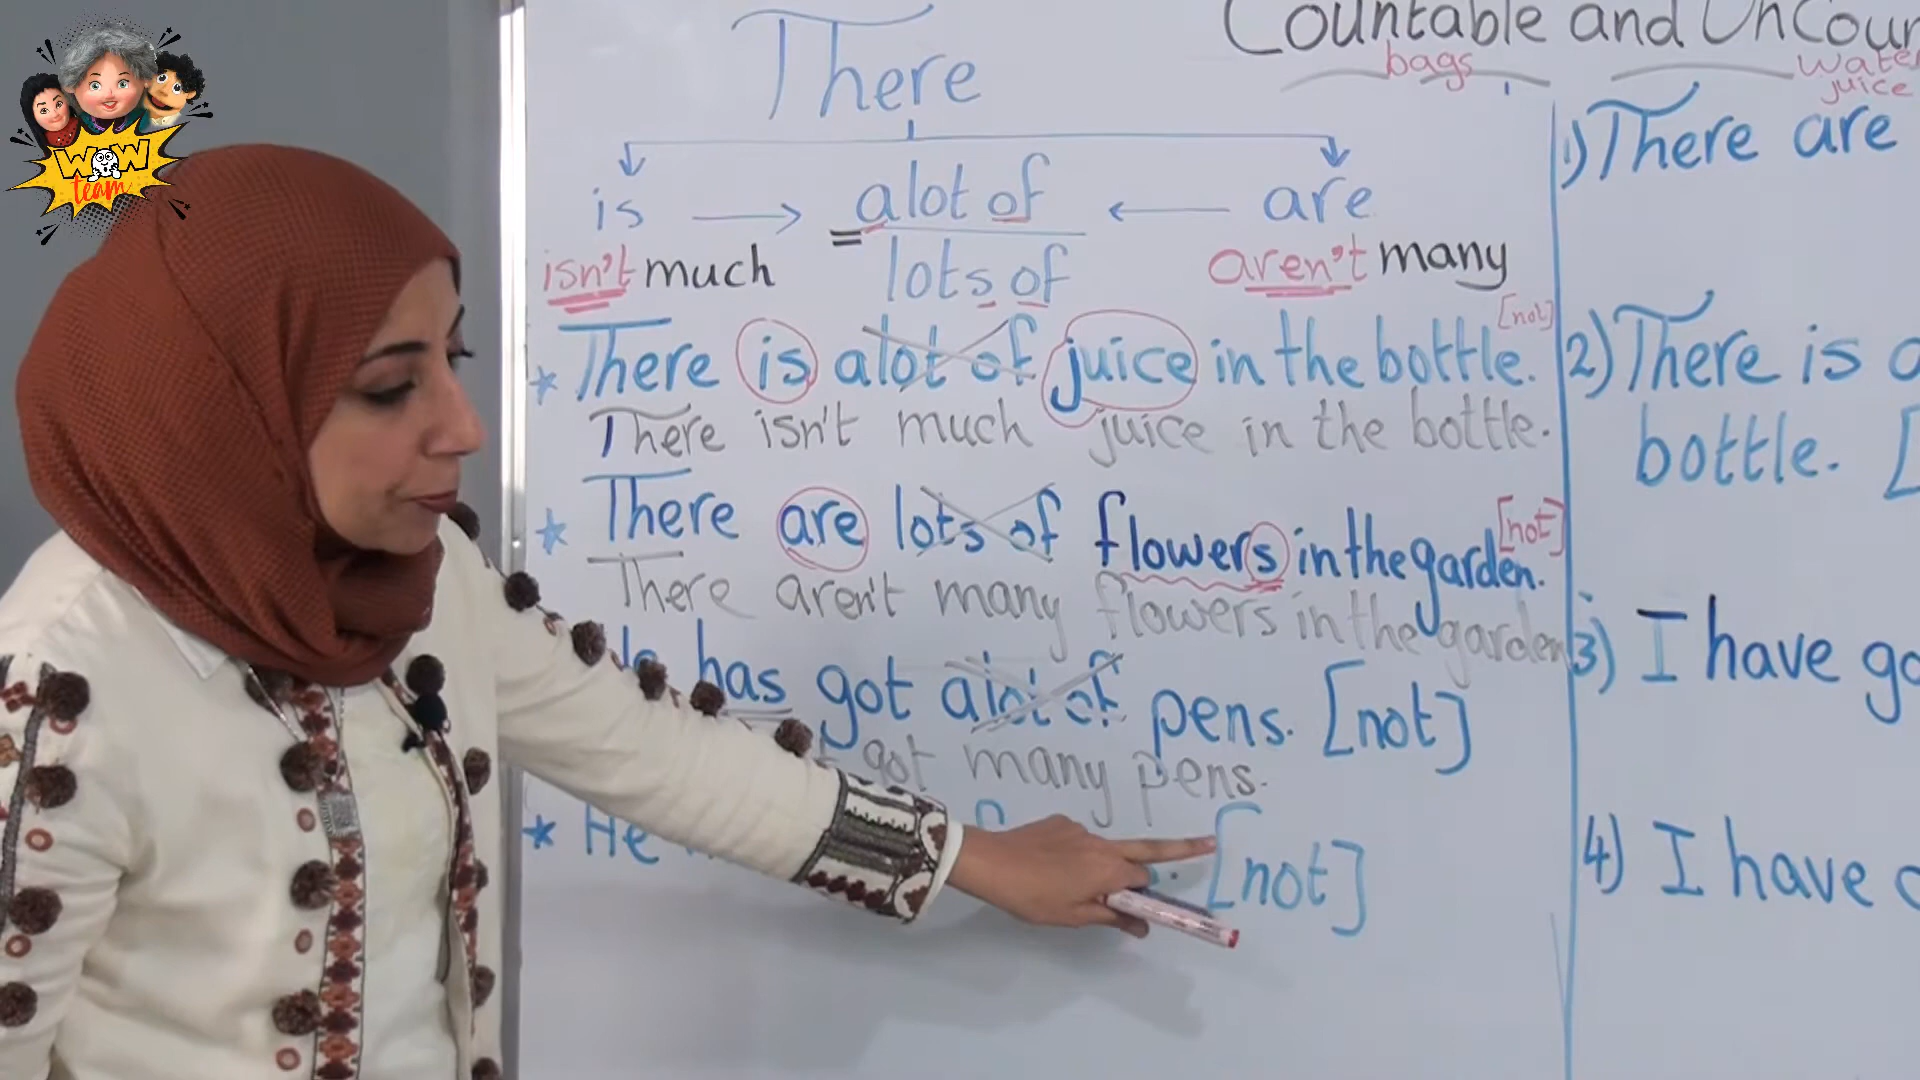 WOW
team
There
Countable and UnCoun
bags
water
juice
is → = alot of ← are
lots of
isn't much
aren't many
[not]
* There is alot of juice in the bottle.
There isn't much juice in the bottle.
* There are lots of flowers in the garden. [not]
There aren't many flowers in the garden
has got alot of pens. [not]
got many pens.
* He [not]
1) There are
2) There is a
bottle. [
3) I have go
4) I have